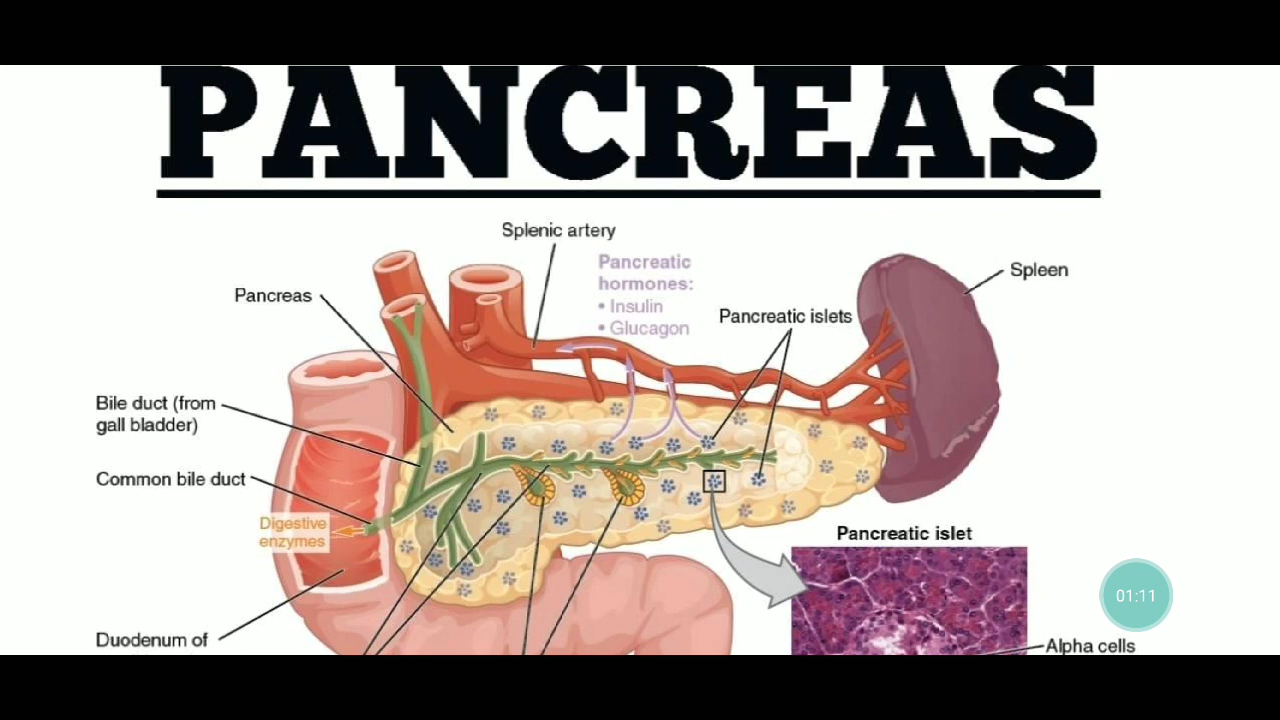 PANCREAS
Splenic artery
Pancreatic
hormones:
• Insulin
• Glucagon
Spleen
Pancreas
Pancreatic islets
Bile duct (from
gall bladder)
Common bile duct
Digestive
enzymes
Pancreatic islet
01:11
Duodenum of
Alpha cells